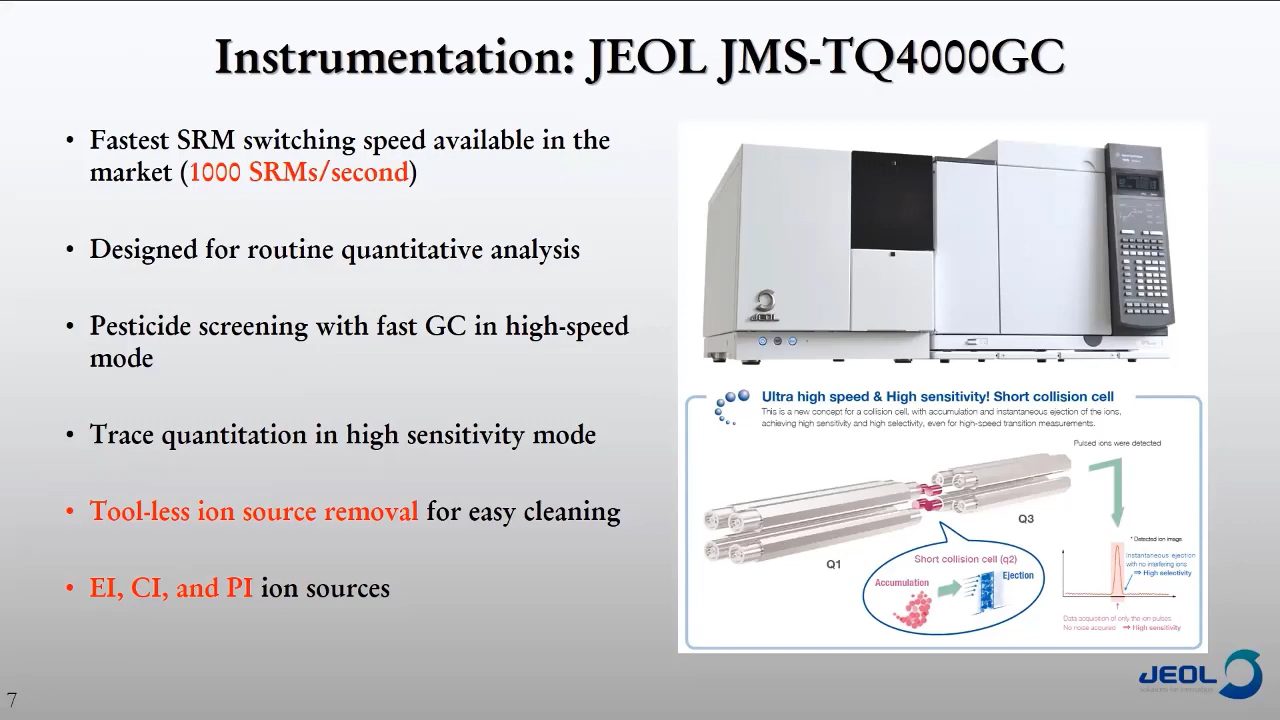 Instrumentation: JEOL JMS-TQ4000GC
• Fastest SRM switching speed available in the
market (1000 SRMs/second)
• Designed for routine quantitative analysis
• Pesticide screening with fast GC in high-speed
mode
• Trace quantitation in high sensitivity mode
• Tool-less ion source removal for easy cleaning
• EI, CI, and PI ion sources
JEOL
Ultra high speed & High sensitivity! Short collision cell
This is a new concept for a collision cell, with accumulation and instantaneous ejection of the ions,
achieving high sensitivity and high selectivity, even for high-speed transition measurements.
Pulsed ions were detected
Q3
Q1
Short collision cell (q2)
Accumulation
Ejection
* Detected ion image
Instantaneous ejection
with no interfering ions
⇒ High selectivity
Data acquisition of only the ion pulses
No noise acquired ⇒ High sensitivity
JEOL
Solutions for Innovation
7